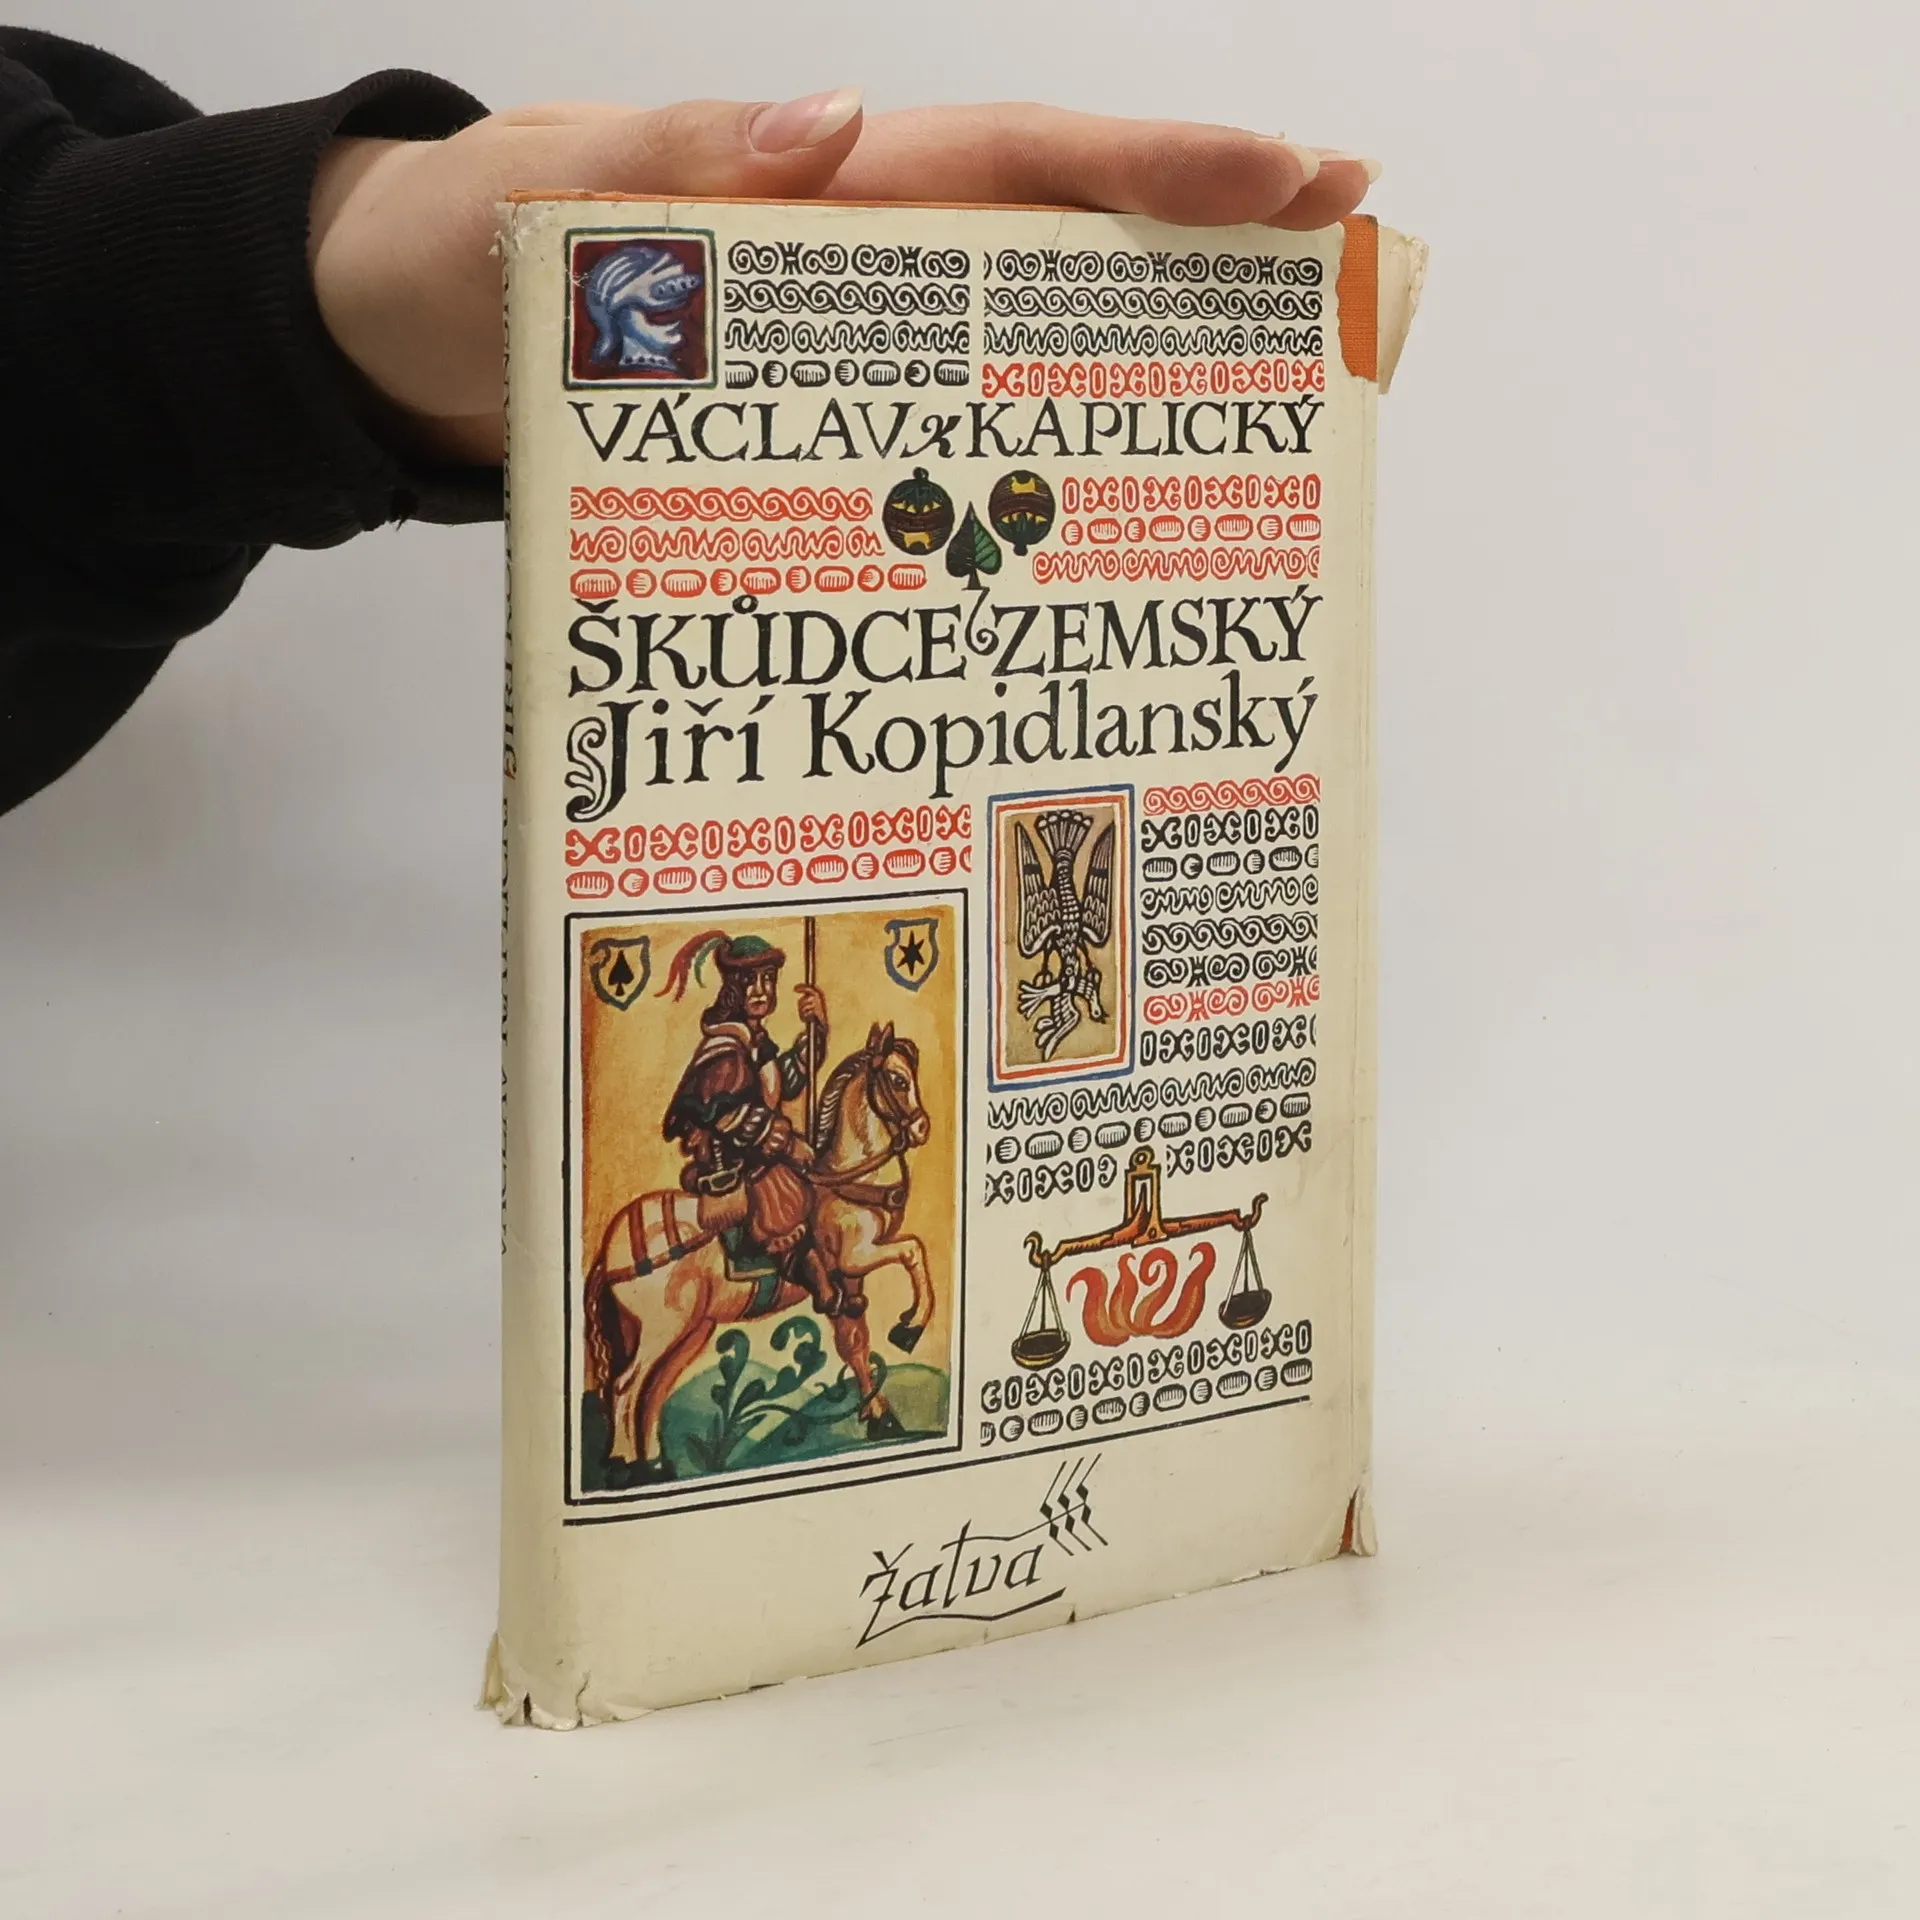 VÁCLAV KAPLICKÝ
ŠKŮDCE ZEMSKÝ
Jiří Kopidlanský
žatva